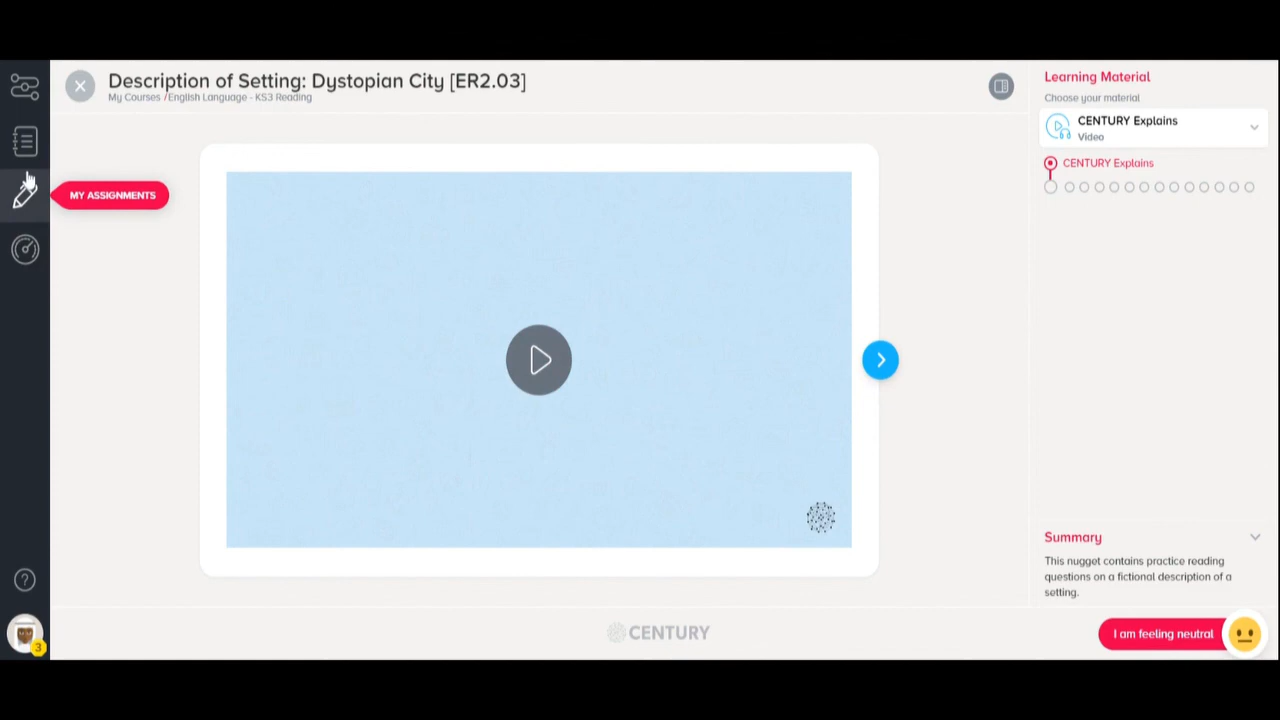 Description of Setting: Dystopian City [ER2.03]
My Courses /English Language - KS3 Reading
MY ASSIGNMENTS
Learning Material
Choose your material
CENTURY Explains
Video
CENTURY Explains
Summary
This nugget contains practice reading
questions on a fictional description of a
setting.
CENTURY
I am feeling neutral
?
3